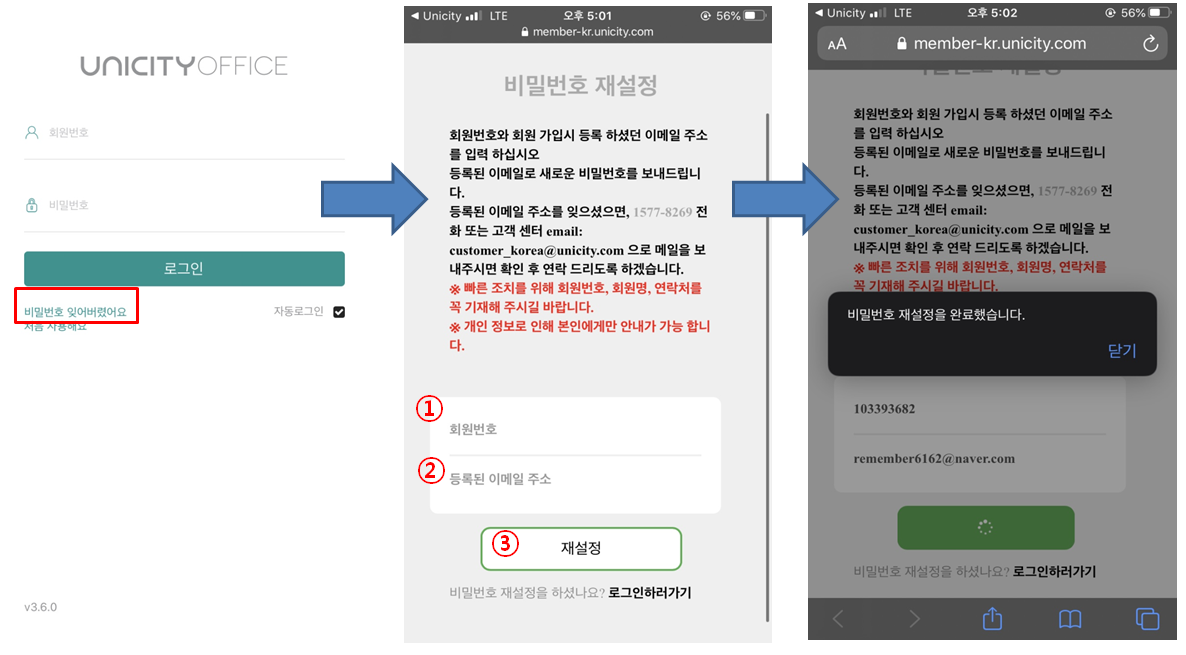 UNICITYOFFICE
회원번호
비밀번호
로그인
비밀번호 잊어버렸어요
자동로그인
처음 사용해요
v3.6.0
Unicity LTE 오후 5:01 56%
member-kr.unicity.com
비밀번호 재설정
회원번호와 회원 가입시 등록 하셨던 이메일 주소
를 입력 하십시오
등록된 이메일로 새로운 비밀번호를 보내드립니
다.
등록된 이메일 주소를 잊으셨으면, 1577-8269 전
화 또는 고객 센터 email:
customer_korea@unicity.com 으로 메일을 보
내주시면 확인 후 연락 드리도록 하겠습니다.
※ 빠른 조치를 위해 회원번호, 회원명, 연락처를
꼭 기재해 주시길 바랍니다.
※ 개인 정보로 인해 본인에게만 안내가 가능 합니
다.
①
회원번호
②
등록된 이메일 주소
③ 재설정
비밀번호 재설정을 하셨나요? 로그인하러가기
Unicity LTE 오후 5:02 56%
AA member-kr.unicity.com
비밀번호 재설정
회원번호와 회원 가입시 등록 하셨던 이메일 주소
를 입력 하십시오
등록된 이메일로 새로운 비밀번호를 보내드립니
다.
등록된 이메일 주소를 잊으셨으면, 1577-8269 전
화 또는 고객 센터 email:
customer_korea@unicity.com 으로 메일을 보
내주시면 확인 후 연락 드리도록 하겠습니다.
※ 빠른 조치를 위해 회원번호, 회원명, 연락처를
꼭 기재해 주시길 바랍니다.
비밀번호 재설정을 완료했습니다.
닫기
103393682
remember6162@naver.com
비밀번호 재설정을 하셨나요? 로그인하러가기